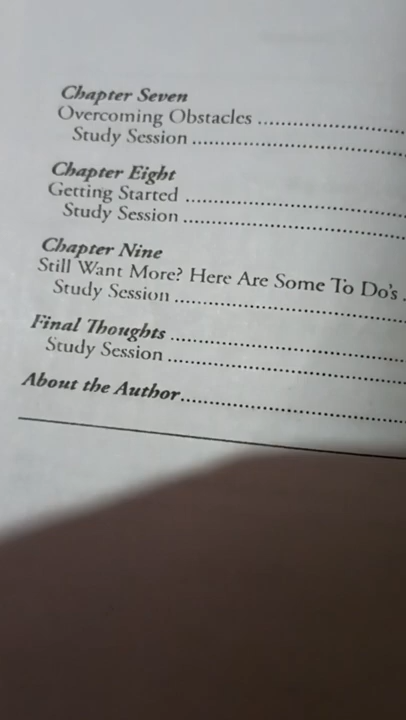 Chapter Seven
Overcoming Obstacles ....................
Study Session ..............................
Chapter Eight
Getting Started ..............................
Study Session ..............................
Chapter Nine
Still Want More? Here Are Some To Do's .
Study Session ..............................
Final Thoughts ..............................
Study Session ..............................
About the Author..............................